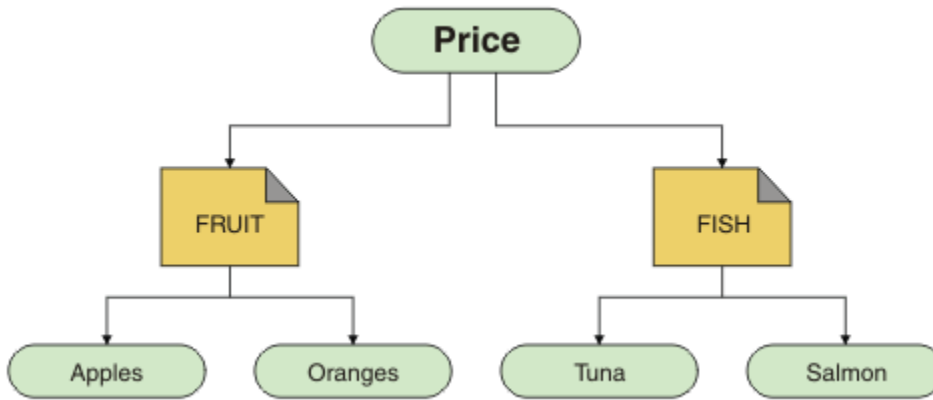 Price
FRUIT
FISH
Apples
Oranges
Tuna
Salmon